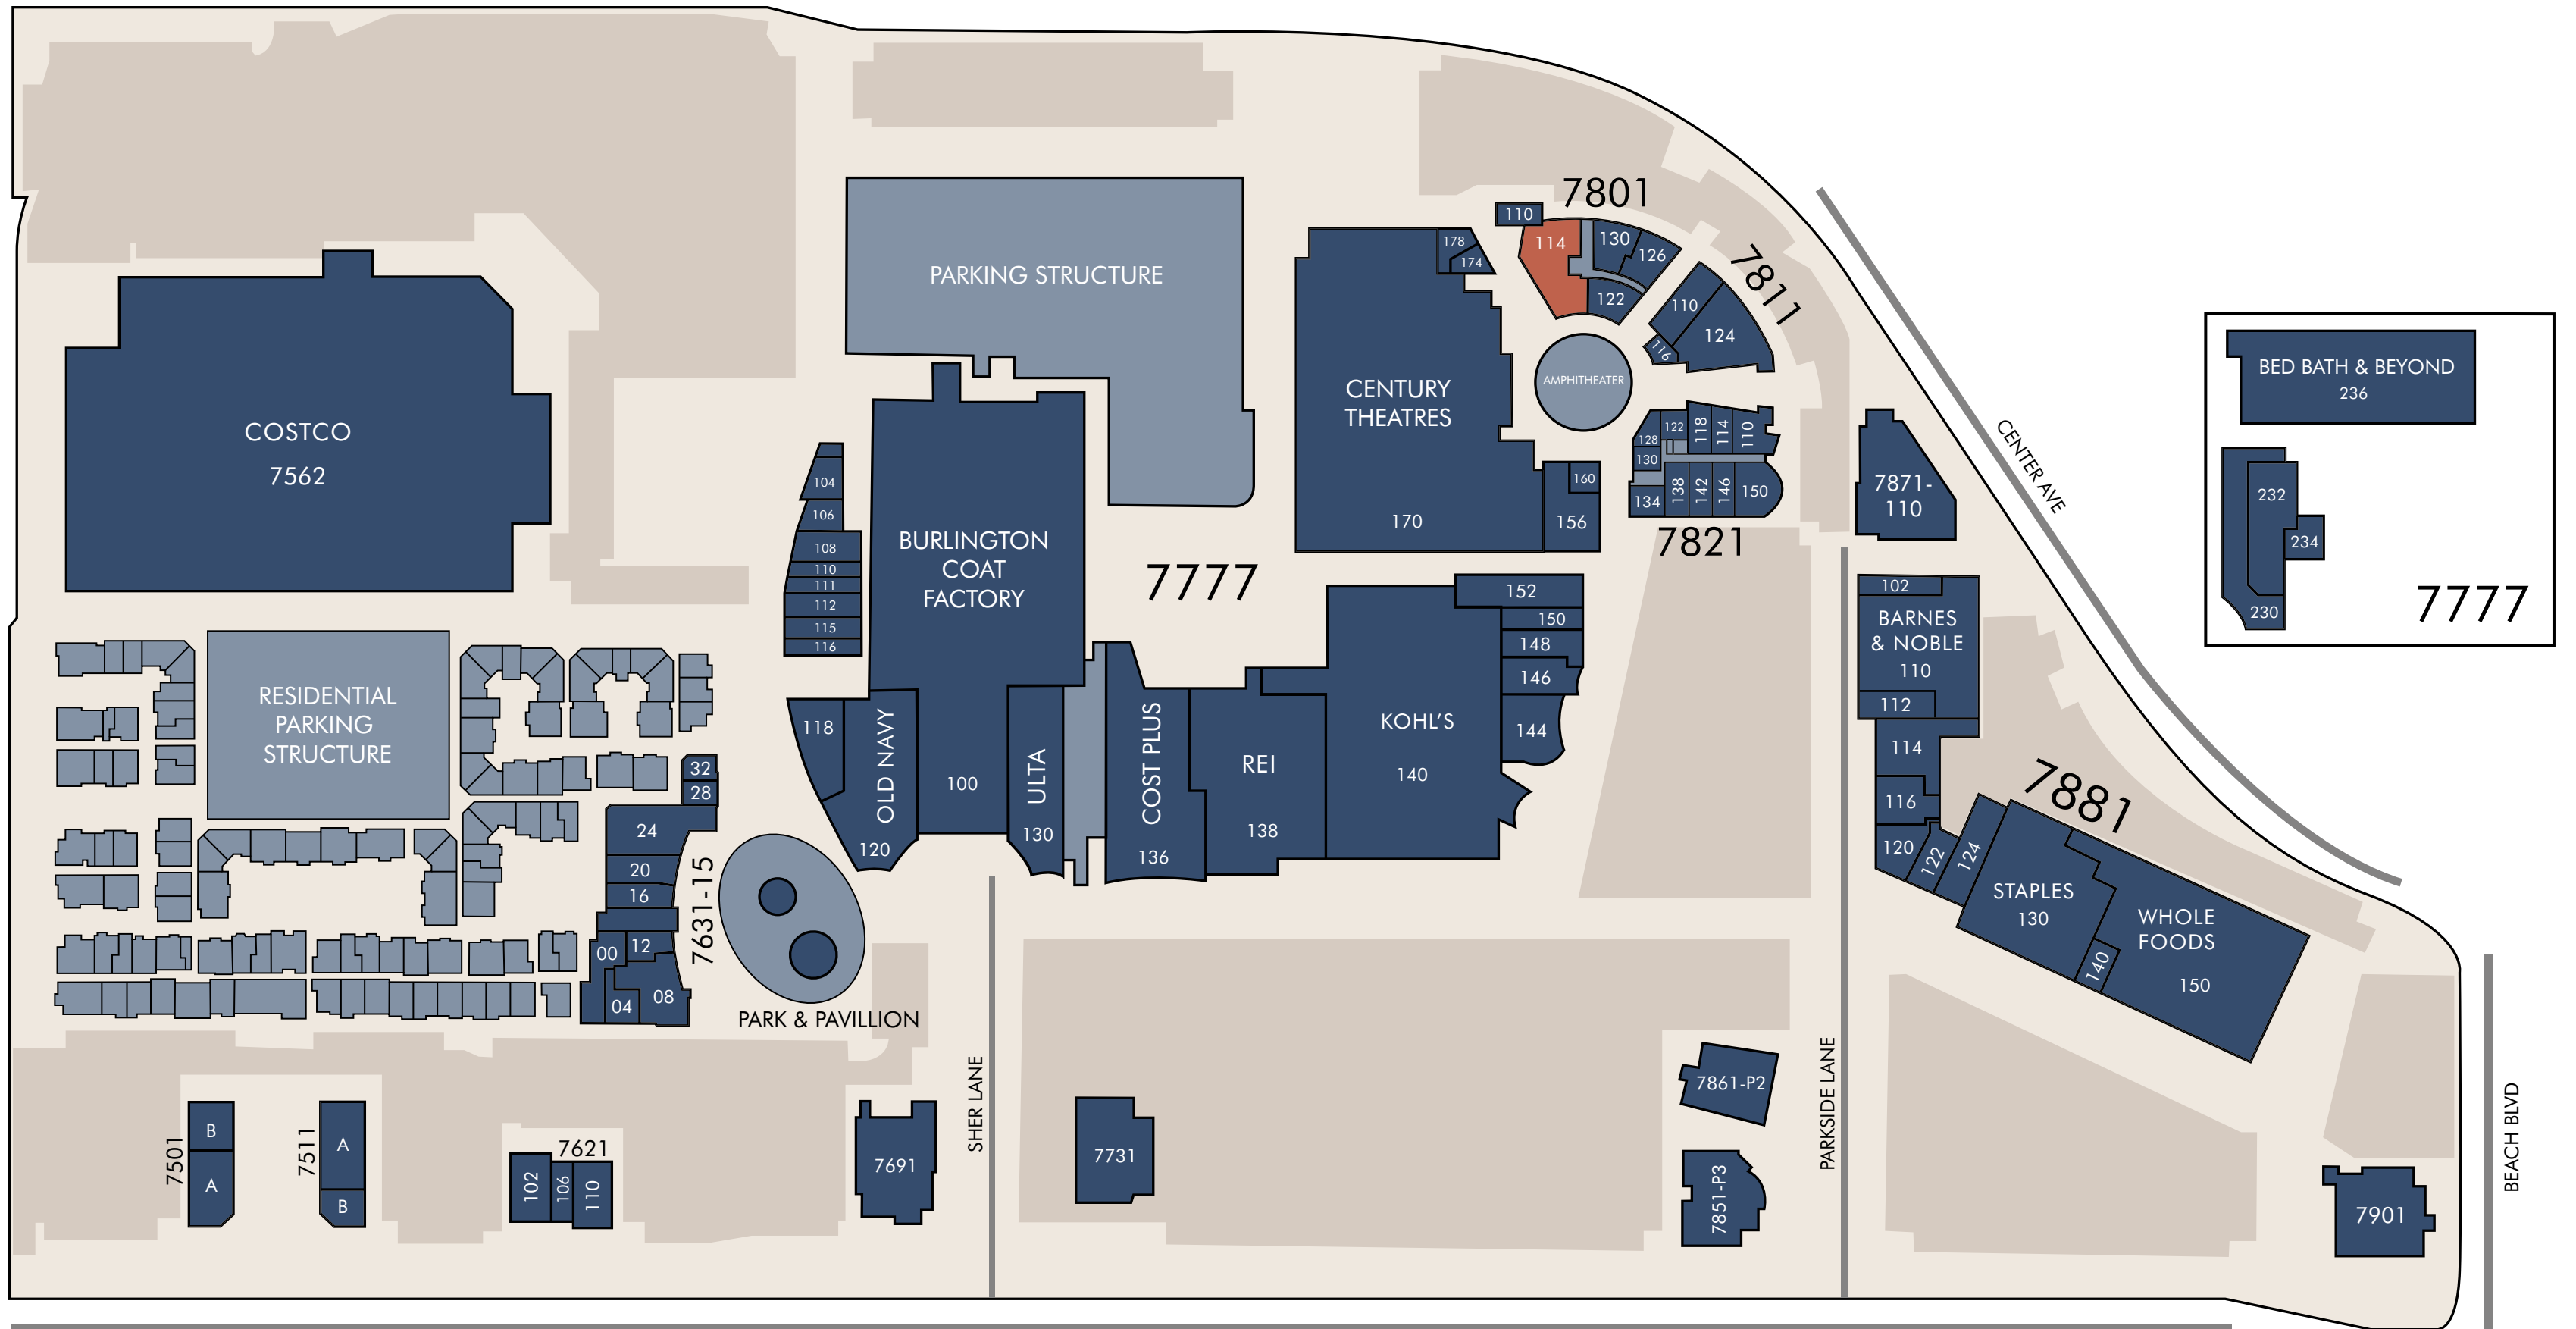 7801
110
114
130
126
122
7811
110
124
116
178
174
PARKING STRUCTURE
CENTURY
THEATRES
170
160
156
AMPHITHEATER
128
122
118
114
110
130
134
138
142
146
150
7821
CENTER AVE
7871-
110
BED BATH & BEYOND
236
232
234
230
7777
COSTCO
7562
104
106
108
110
111
112
115
116
BURLINGTON
COAT
FACTORY
7777
152
150
148
146
144
KOHL'S
140
102
BARNES
& NOBLE
110
112
114
116
120
122
124
7881
STAPLES
130
WHOLE
FOODS
140
150
RESIDENTIAL
PARKING
STRUCTURE
118
OLD NAVY
120
100
ULTA
130
COST PLUS
136
REI
138
32
28
24
20
16
00
12
04
08
7631-15
PARK & PAVILLION
SHER LANE
PARKSIDE LANE
BEACH BLVD
7501
B
A
7511
A
B
7621
102
106
110
7691
7731
7861-P2
7851-P3
7901